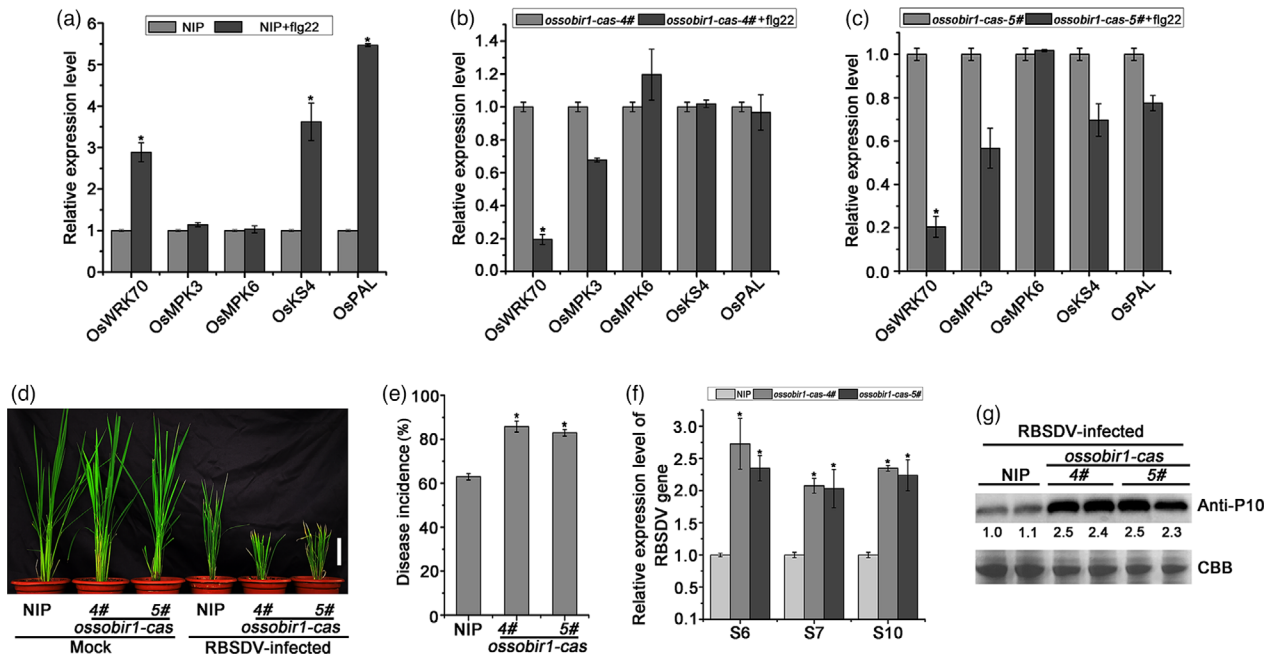 (a)
NIP NIP+flg22
Relative expression level
6
5
4
3
2
1
0
OsWRK70
OsMPK3
OsMPK6
OsKS4
OsPAL
*
*
*
(b)
ossobir1-cas-4# ossobir1-cas-4#+flg22
Relative expression level
1.4
1.2
1.0
0.8
0.6
0.4
0.2
0.0
OsWRK70
OsMPK3
OsMPK6
OsKS4
OsPAL
*
(c)
ossobir1-cas-5# ossobir1-cas-5#+flg22
Relative expression level
1.0
0.8
0.6
0.4
0.2
0.0
OsWRK70
OsMPK3
OsMPK6
OsKS4
OsPAL
*
(d)
NIP 4# 5# NIP 4# 5#
ossobir1-cas ossobir1-cas
Mock RBSDV-infected
(e)
Disease incidence (%)
100
80
60
40
20
0
* *
NIP 4# 5#
ossobir1-cas
(f)
NIP ossobir1-cas-4# ossobir1-cas-5#
Relative expression level of
RBSDV gene
3.0
2.5
2.0
1.5
1.0
0.5
0.1
* * * * * *
S6 S7 S10
(g)
RBSDV-infected
ossobir1-cas
NIP 4# 5#
Anti-P10
1.0 1.1 2.5 2.4 2.5 2.3
CBB